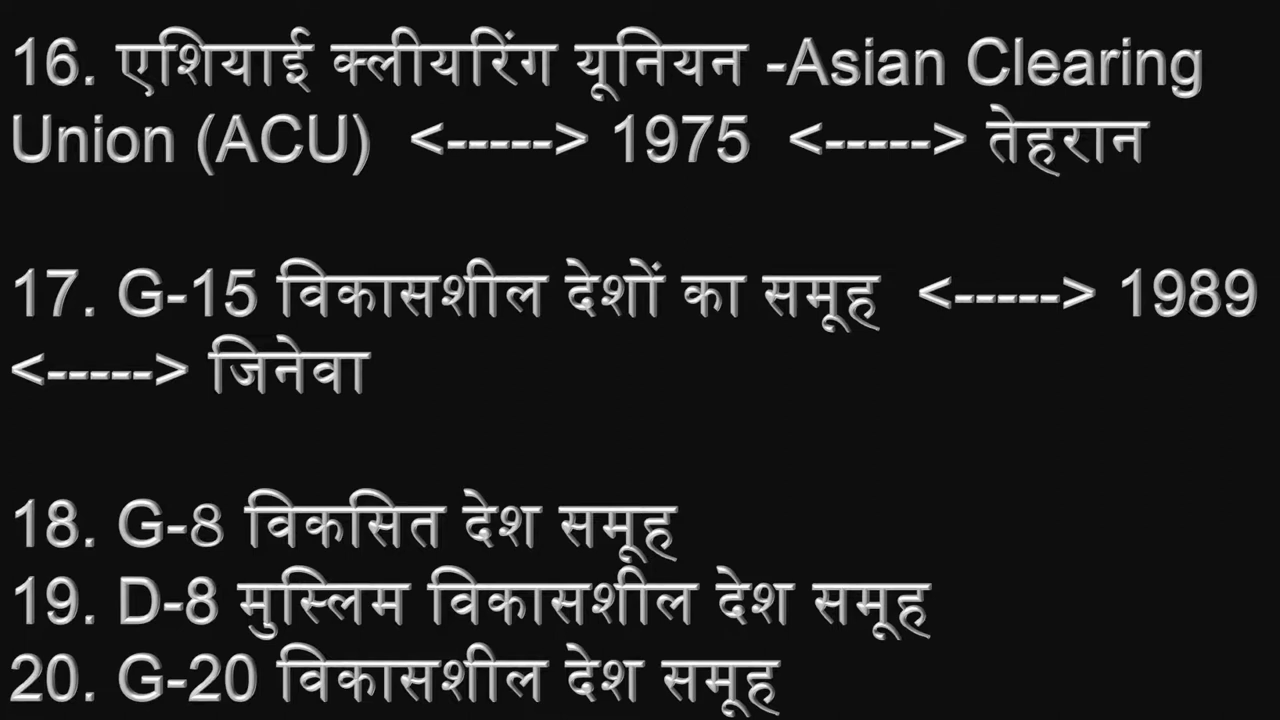 16. एशियाई क्लीयरिंग यूनियन -Asian Clearing
Union (ACU) <-----> 1975 <-----> तेहरान
17. G-15 विकासशील देशों का समूह <-----> 1989
<-----> जिनेवा
18. G-8 विकसित देश समूह
19. D-8 मुस्लिम विकासशील देश समूह
20. G-20 विकासशील देश समूह